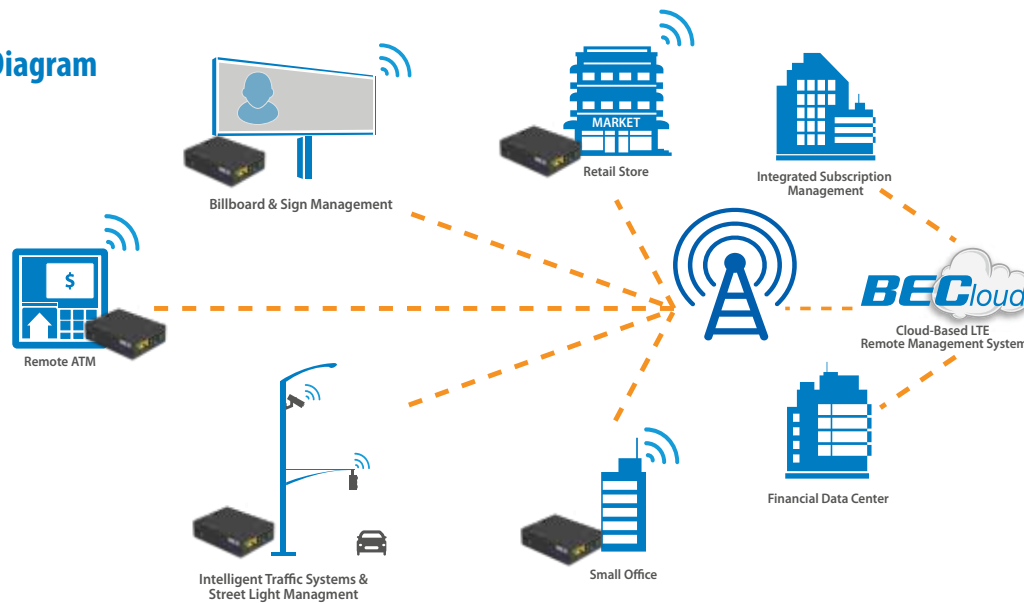 Diagram
MARKET
Retail Store
Integrated Subscription
Management
Billboard & Sign Management
$
Remote ATM
BECloud
Cloud-Based LTE
Remote Management System
Financial Data Center
Small Office
Intelligent Traffic Systems &
Street Light Managment